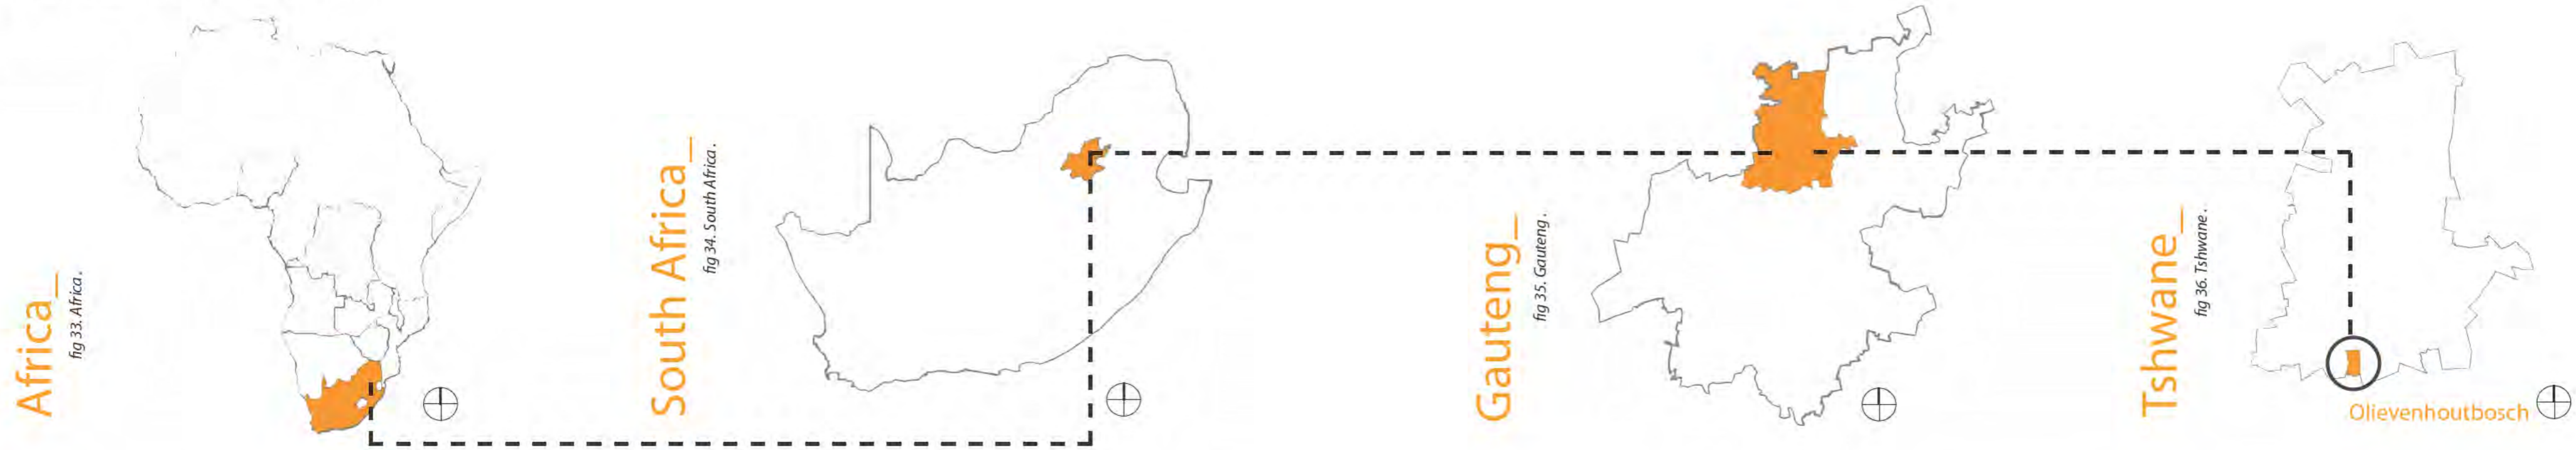 Africa_
fig 33. Africa .
South Africa_
fig 34. South Africa .
Gauteng_
fig 35. Gauteng .
Tshwane_
fig 36. Tshwane .
Olievenhoutbosch